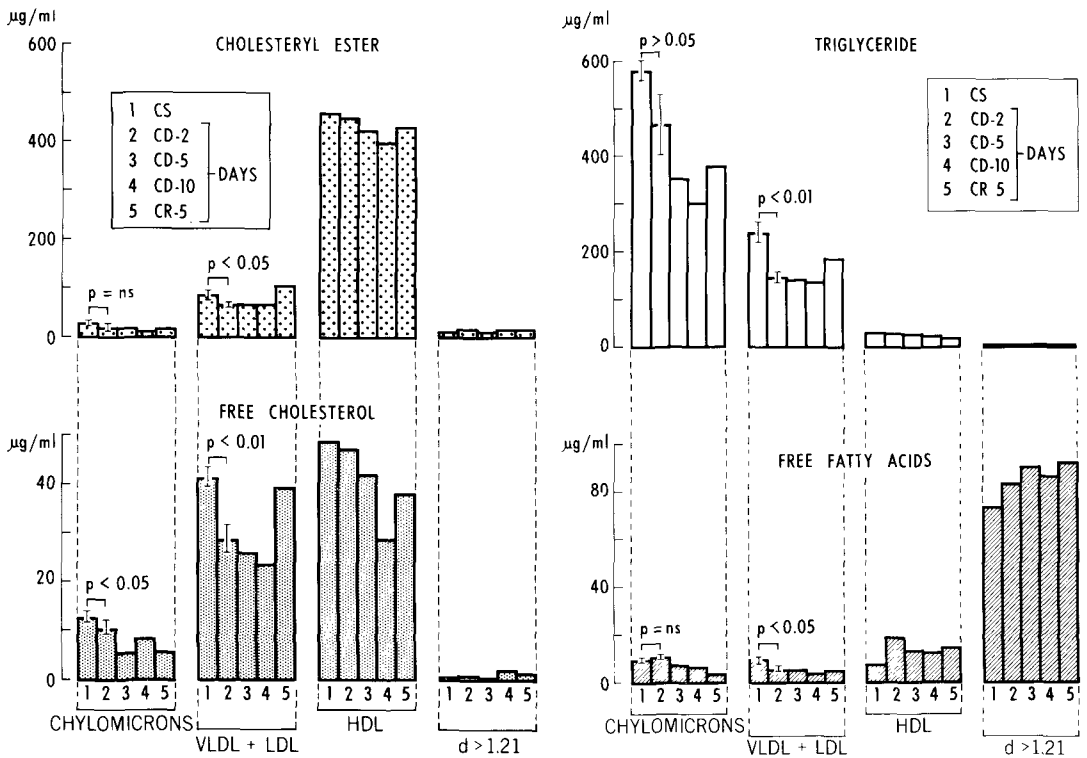 µg/ml
CHOLESTERYL ESTER
600
400
200
0
1 CS
2 CD-2
3 CD-5
4 CD-10
5 CR-5
DAYS
p = ns
p < 0.05
FREE CHOLESTEROL
µg/ml
40
20
0
p < 0.05
p < 0.01
1 2 3 4 5
1 2 3 4 5
1 2 3 4 5
1 2 3 4 5
CHYLOMICRONS
VLDL + LDL
HDL
d > 1.21
µg/ml
TRIGLYCERIDE
600
400
200
0
p > 0.05
p < 0.01
1 CS
2 CD-2
3 CD-5
4 CD-10
5 CR 5
DAYS
FREE FATTY ACIDS
µg/ml
80
40
0
p = ns
p < 0.05
1 2 3 4 5
1 2 3 4 5
1 2 3 4 5
1 2 3 4 5
CHYLOMICRONS
VLDL + LDL
HDL
d > 1.21